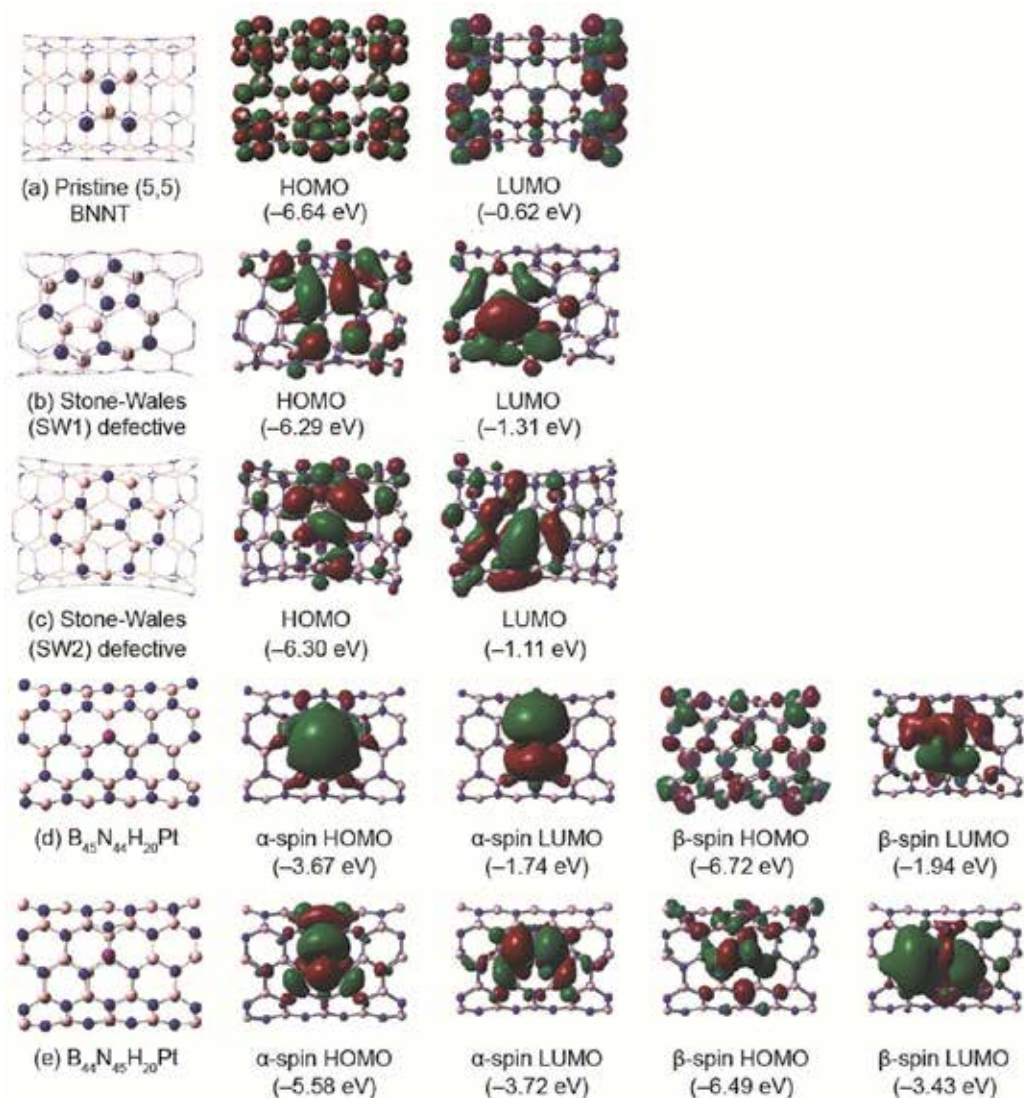 (a) Pristine (5,5)
BNNT
HOMO
(–6.64 eV)
LUMO
(–0.62 eV)
(b) Stone-Wales
(SW1) defective
HOMO
(–6.29 eV)
LUMO
(–1.31 eV)
(c) Stone-Wales
(SW2) defective
HOMO
(–6.30 eV)
LUMO
(–1.11 eV)
(d) B₄₅N₄₄H₂₀Pt
α-spin HOMO
(–3.67 eV)
α-spin LUMO
(–1.74 eV)
β-spin HOMO
(–6.72 eV)
β-spin LUMO
(–1.94 eV)
(e) B₄₄N₄₅H₂₀Pt
α-spin HOMO
(–5.58 eV)
α-spin LUMO
(–3.72 eV)
β-spin HOMO
(–6.49 eV)
β-spin LUMO
(–3.43 eV)